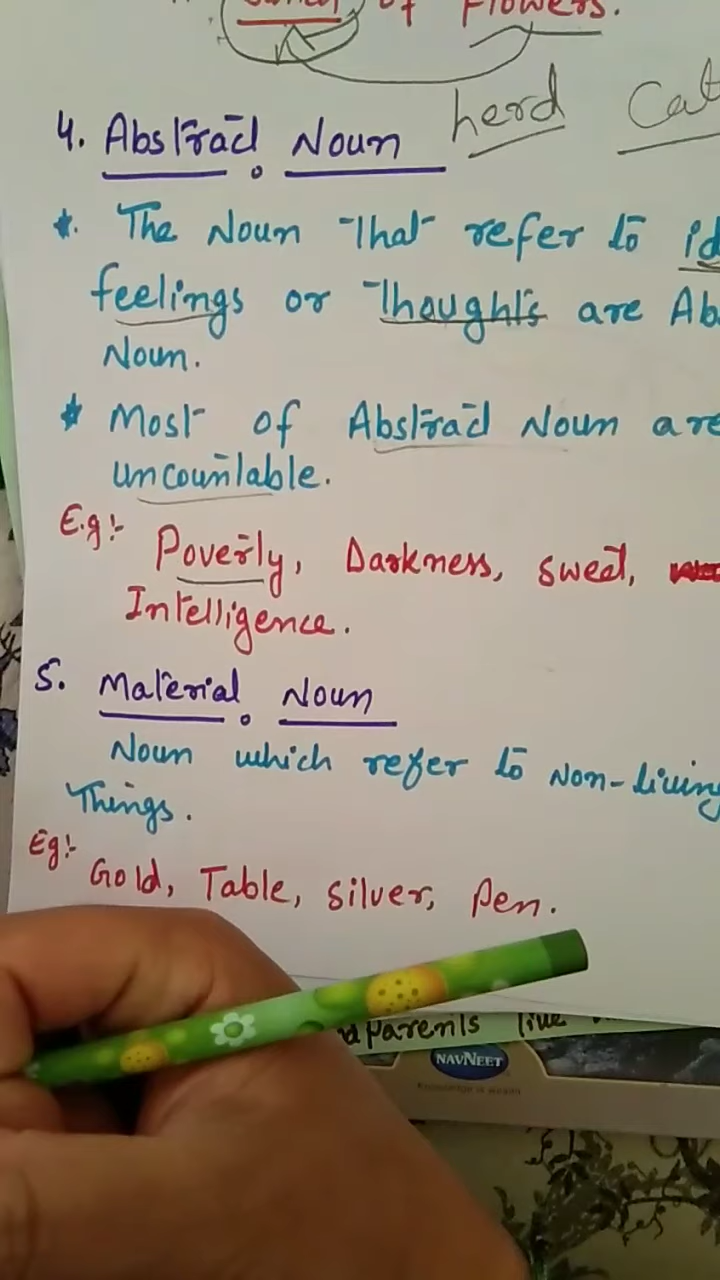 of Flowers.
herd
4. Abstract Noun
*. The Noun That refer to
feelings or Thoughts are
Noun.
* Most of Abstract Noun are
uncountable.
E.g:- Poverty, Darkness, sweet,
Intelligence.
5. Material Noun
Noun which refer to Non-living
Things.
Eg:- Gold, Table, silver, Pen.
parents live
NAVNEET